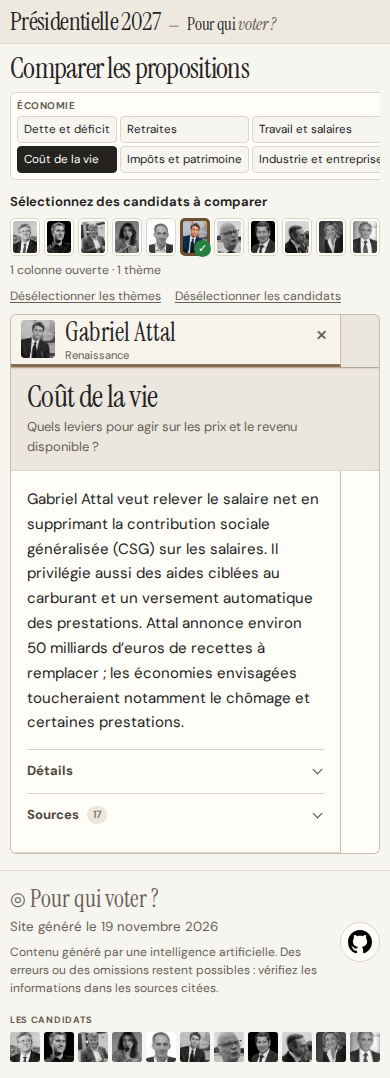 Présidentielle 2027 — Pour qui voter ?
Comparer les propositions
ÉCONOMIE
Dette et déficit
Retraites
Travail et salaires
Coût de la vie
Impôts et patrimoine
Industrie et entreprise
Sélectionnez des candidats à comparer
1 colonne ouverte · 1 thème
Désélectionner les thèmes
Désélectionner les candidats
Gabriel Attal
Renaissance
Coût de la vie
Quels leviers pour agir sur les prix et le revenu
disponible ?
Gabriel Attal veut relever le salaire net en
supprimant la contribution sociale
généralisée (CSG) sur les salaires. Il
privilégie aussi des aides ciblées au
carburant et un versement automatique
des prestations. Attal annonce environ
50 milliards d’euros de recettes à
remplacer ; les économies envisagées
toucheraient notamment le chômage et
certaines prestations.
Détails
Sources 17
Pour qui voter ?
Site généré le 19 novembre 2026
Contenu généré par une intelligence artificielle. Des
erreurs ou des omissions restent possibles : vérifiez les
informations dans les sources citées.
LES CANDIDATS